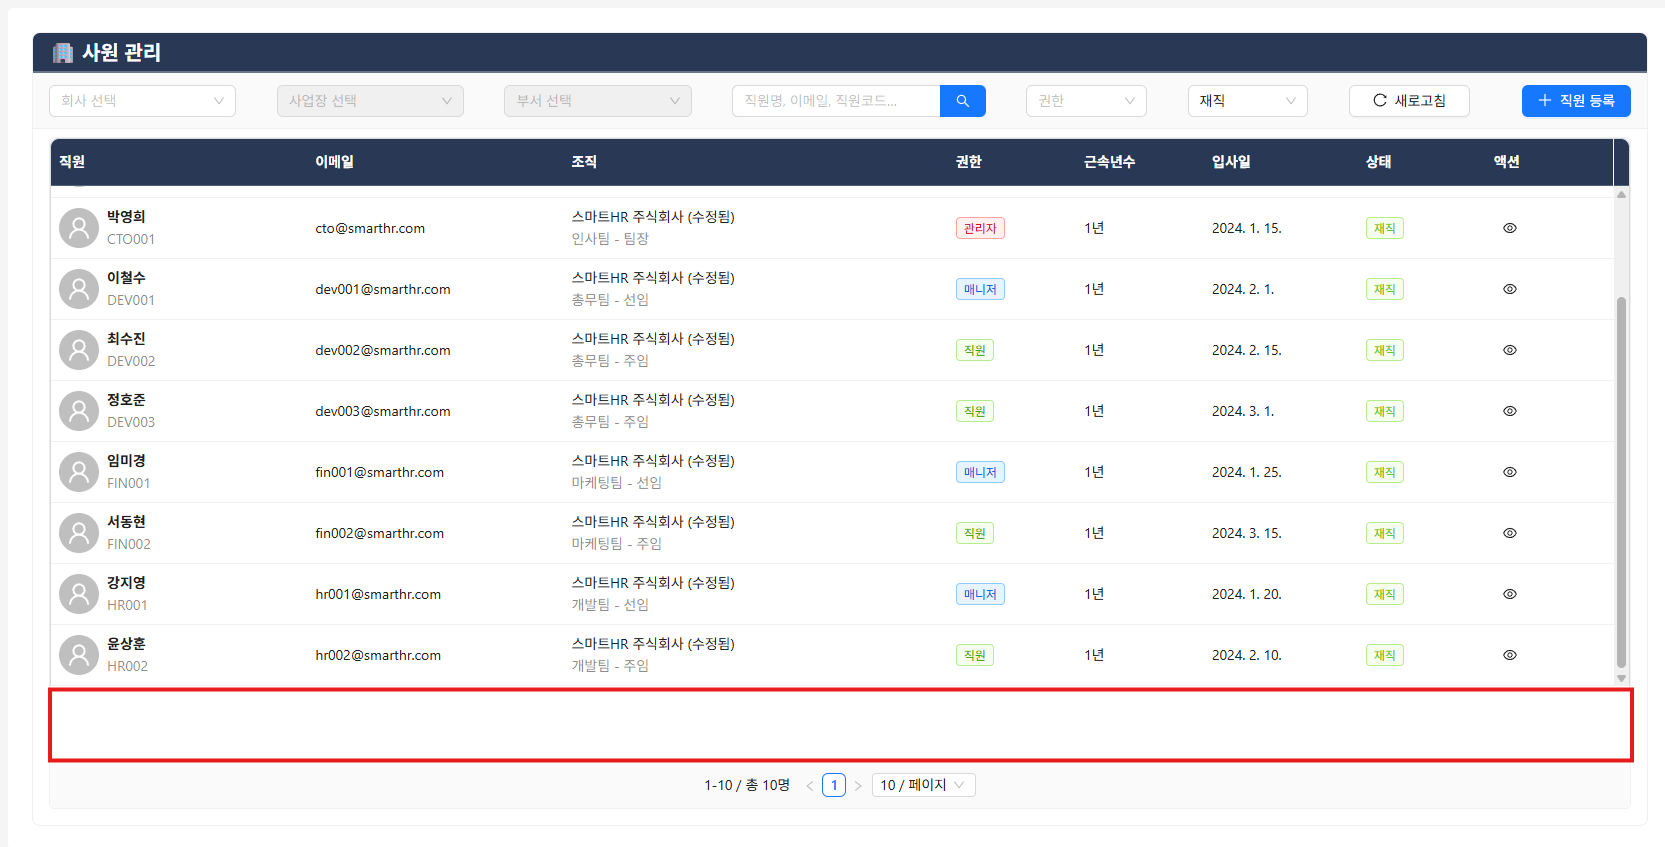 사원 관리
회사 선택
사업장 선택
부서 선택
직원명, 이메일, 직원코드...
권한
재직
새로고침
직원 등록
직원 이메일 조직 권한 근속년수 입사일 상태 액션
박영희
CTO001
cto@smarthr.com
스마트HR 주식회사 (수정됨)
인사팀 - 팀장
관리자
1년
2024. 1. 15.
재직
이철수
DEV001
dev001@smarthr.com
스마트HR 주식회사 (수정됨)
총무팀 - 선임
매니저
1년
2024. 2. 1.
재직
최수진
DEV002
dev002@smarthr.com
스마트HR 주식회사 (수정됨)
총무팀 - 주임
직원
1년
2024. 2. 15.
재직
정호준
DEV003
dev003@smarthr.com
스마트HR 주식회사 (수정됨)
총무팀 - 주임
직원
1년
2024. 3. 1.
재직
임미경
FIN001
fin001@smarthr.com
스마트HR 주식회사 (수정됨)
마케팅팀 - 선임
매니저
1년
2024. 1. 25.
재직
서동현
FIN002
fin002@smarthr.com
스마트HR 주식회사 (수정됨)
마케팅팀 - 주임
직원
1년
2024. 3. 15.
재직
강지영
HR001
hr001@smarthr.com
스마트HR 주식회사 (수정됨)
개발팀 - 선임
매니저
1년
2024. 1. 20.
재직
윤상훈
HR002
hr002@smarthr.com
스마트HR 주식회사 (수정됨)
개발팀 - 주임
직원
1년
2024. 2. 10.
재직
1-10 / 총 10명 < 1 > 10 / 페이지